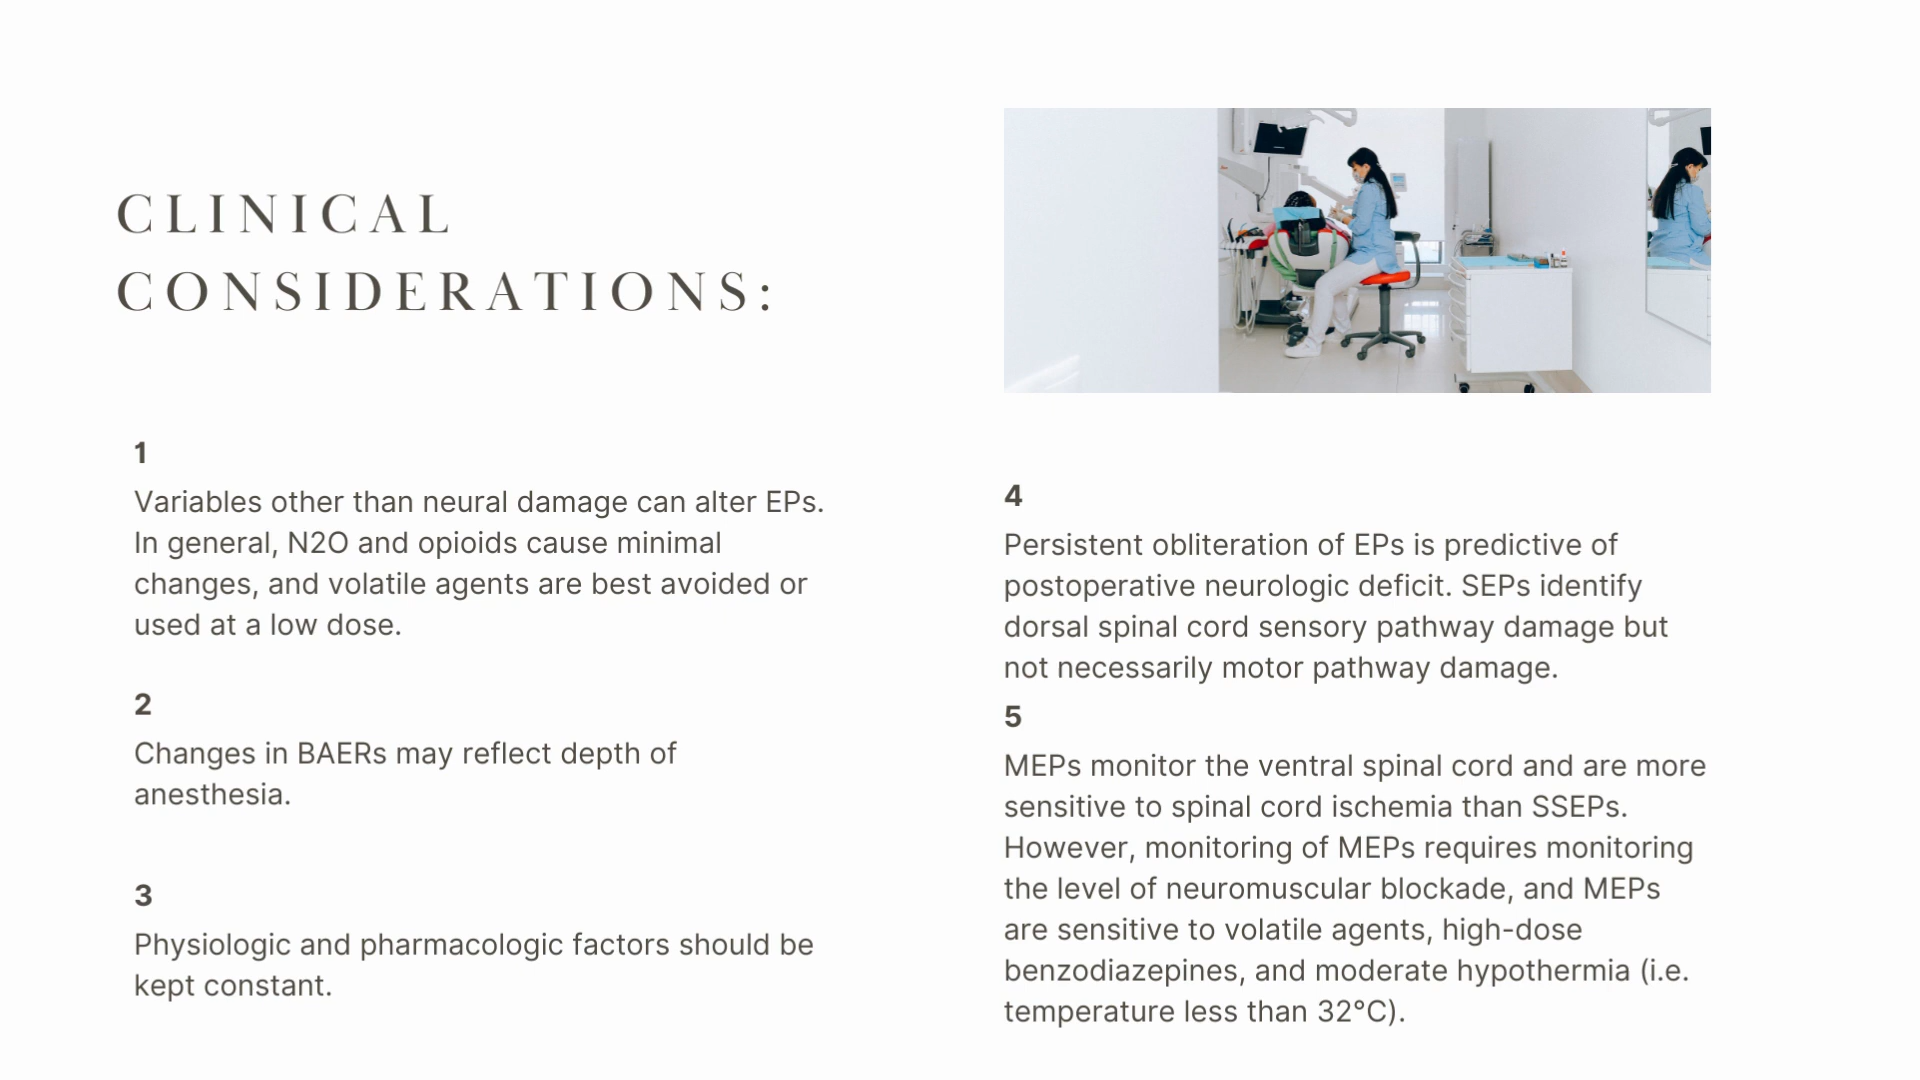 CLINICAL
CONSIDERATIONS:
1
Variables other than neural damage can alter EPs.
In general, N2O and opioids cause minimal
changes, and volatile agents are best avoided or
used at a low dose.
2
Changes in BAERs may reflect depth of
anesthesia.
3
Physiologic and pharmacologic factors should be
kept constant.
4
Persistent obliteration of EPs is predictive of
postoperative neurologic deficit. SEPs identify
dorsal spinal cord sensory pathway damage but
not necessarily motor pathway damage.
5
MEPs monitor the ventral spinal cord and are more
sensitive to spinal cord ischemia than SSEPs.
However, monitoring of MEPs requires monitoring
the level of neuromuscular blockade, and MEPs
are sensitive to volatile agents, high-dose
benzodiazepines, and moderate hypothermia (i.e.
temperature less than 32°C).